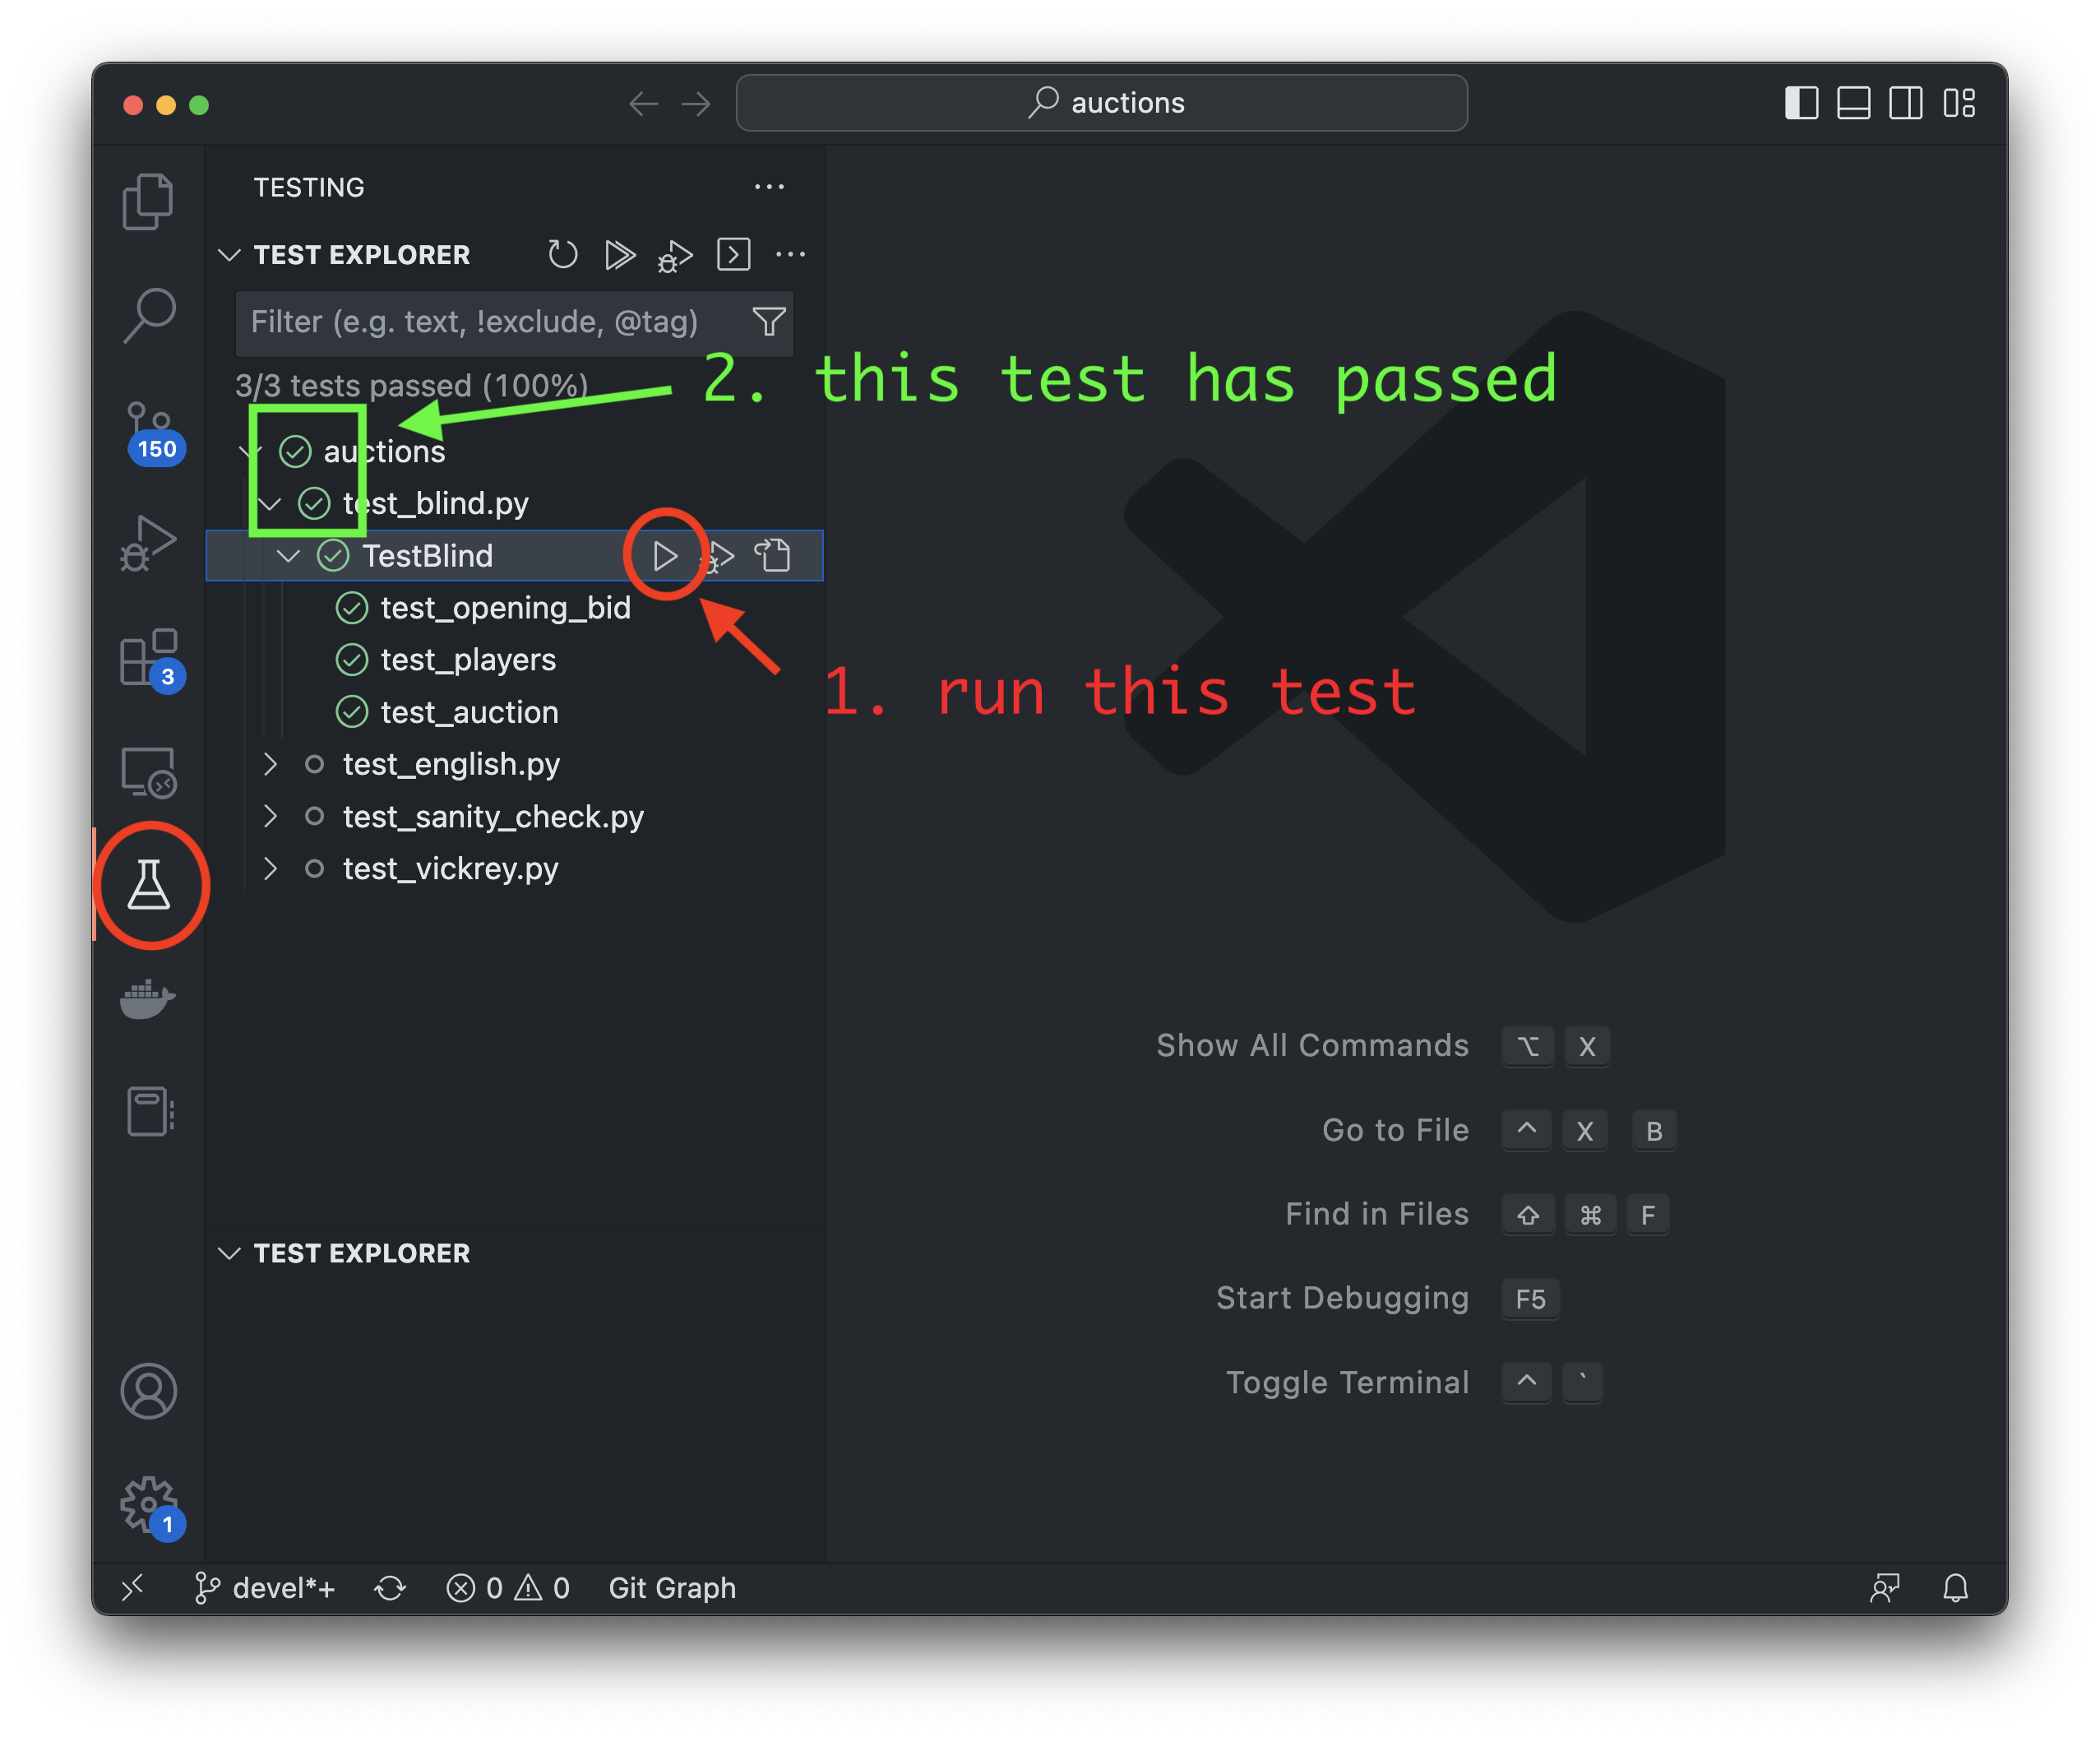 auctions
TESTING
TEST EXPLORER
Filter (e.g. text, !exclude, @tag)
3/3 tests passed (100%)
2. this test has passed
auctions
150
test_blind.py
TestBlind
test_opening_bid
test_players
3
1. run this test
test_auction
test_english.py
test_sanity_check.py
test_vickrey.py
Show All Commands ⌥ X
Go to File ^ X B
Find in Files ⇧ ⌘ F
TEST EXPLORER
Start Debugging F5
Toggle Terminal ^ `
1
devel*+ 0 0 Git Graph